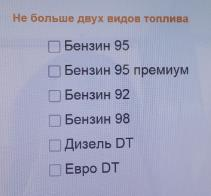 Не больше двух видов топлива
Бензин 95
Бензин 95 премиум
Бензин 92
Бензин 98
Дизель DT
Евро DT